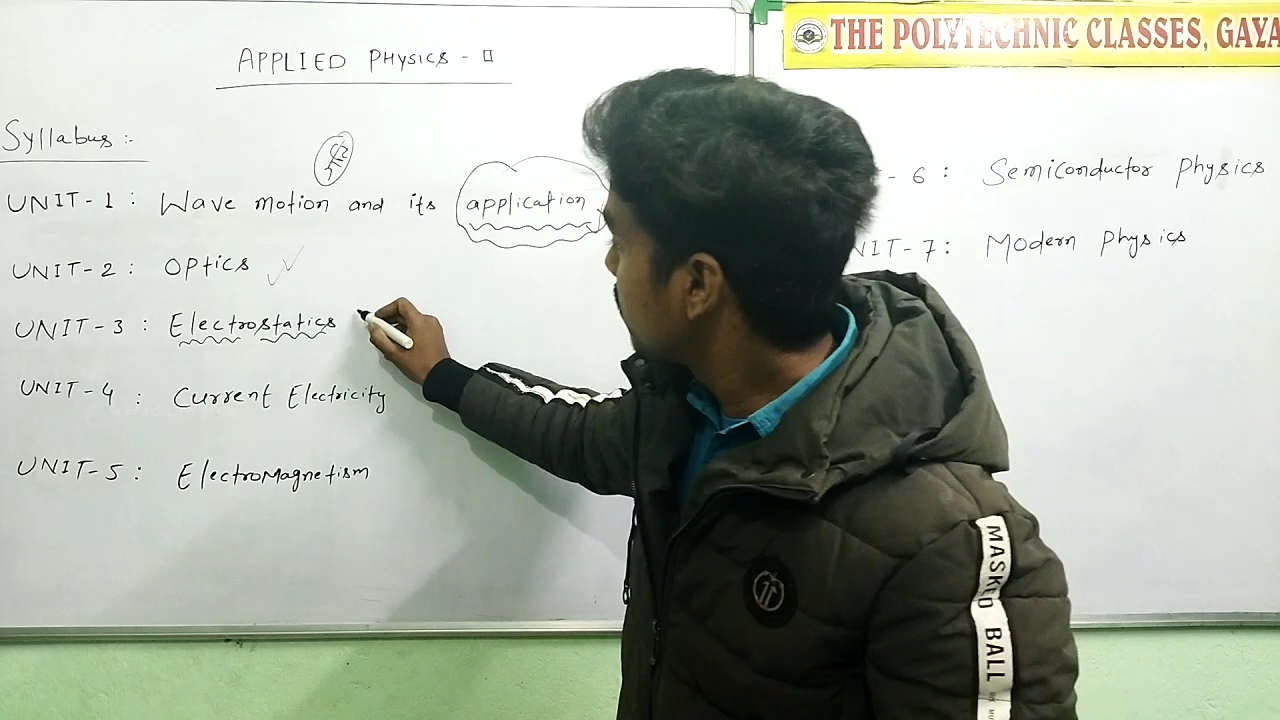 APPLIED PHYSICS - II
Syllabus :-
UNIT-1 : Wave motion and its application
UNIT-2 : Optics
UNIT-3 : Electrostatics
UNIT-4 : Current Electricity
UNIT-5 : ElectroMagnetism
THE POLYTECHNIC CLASSES, GAYA
- 6 : Semiconductor Physics
NIT-7 : Modern Physics
MASKED BALL